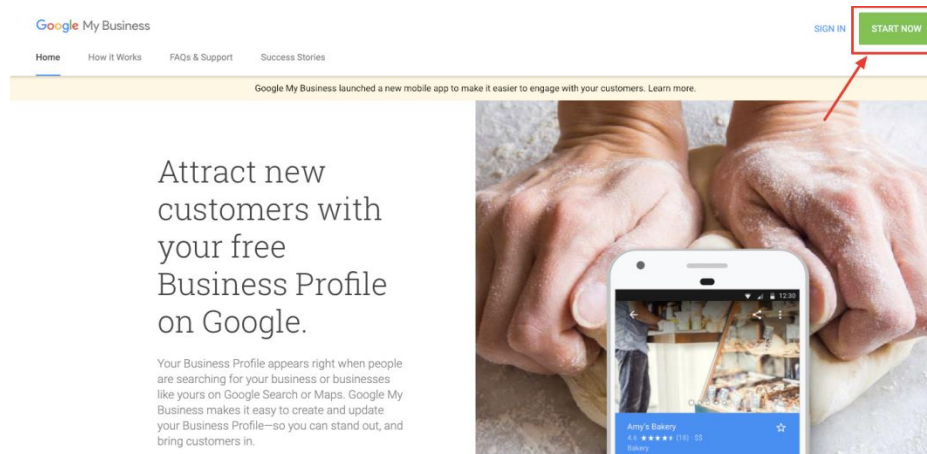 Google My Business
SIGN IN
START NOW
Home How it Works FAQs & Support Success Stories
Google My Business launched a new mobile app to make it easier to engage with your customers. Learn more.
Attract new
customers with
your free
Business Profile
on Google.
Your Business Profile appears right when people
are searching for your business or businesses
like yours on Google Search or Maps. Google My
Business makes it easy to create and update
your Business Profile—so you can stand out, and
bring customers in.
12:30
Amy's Bakery
4.6 ★★★★★ (18) · $$
Bakery